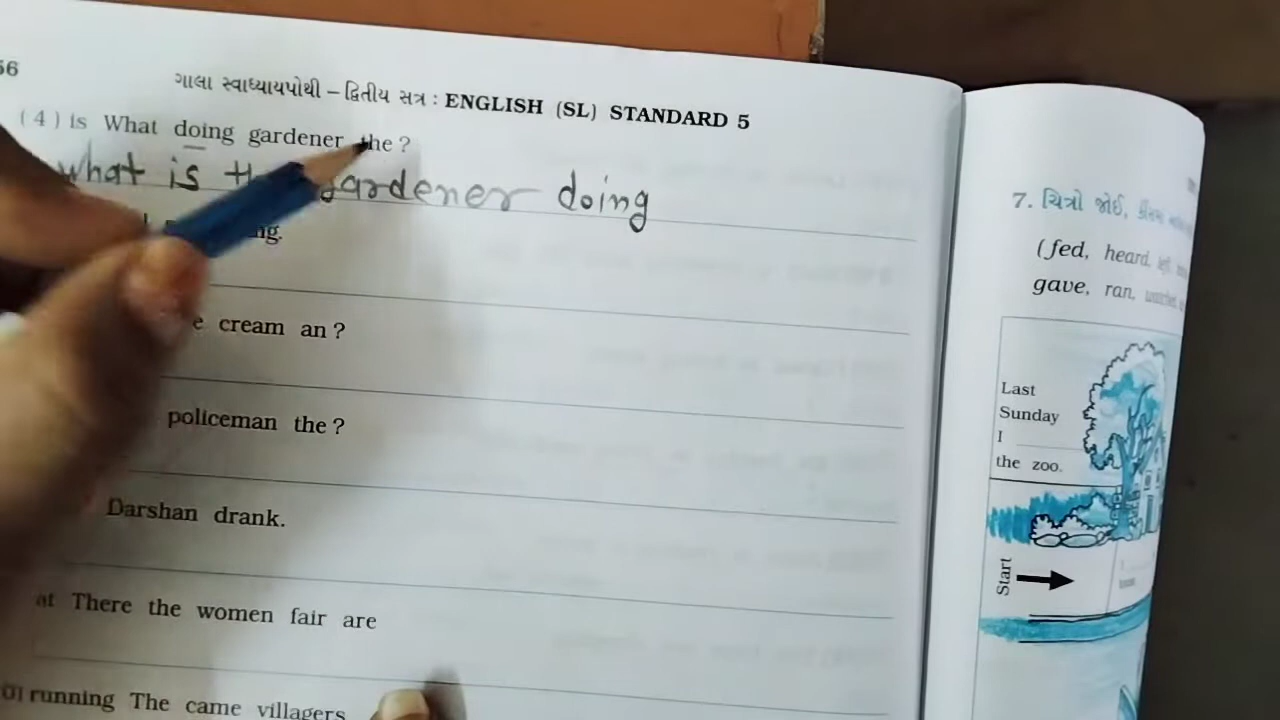 56
ગાલા સ્વાધ્યાયપોથી – દ્વિતીય સત્ર : ENGLISH (SL) STANDARD 5
( 4 ) is What doing gardener the ?
What is gardener doing
cream an ?
policeman the ?
Darshan drank.
at There the women fair are
running The came villagers
7. ચિત્રો જોઈ,
(fed, heard,
gave, ran,
Last
Sunday
I
the zoo.
Start